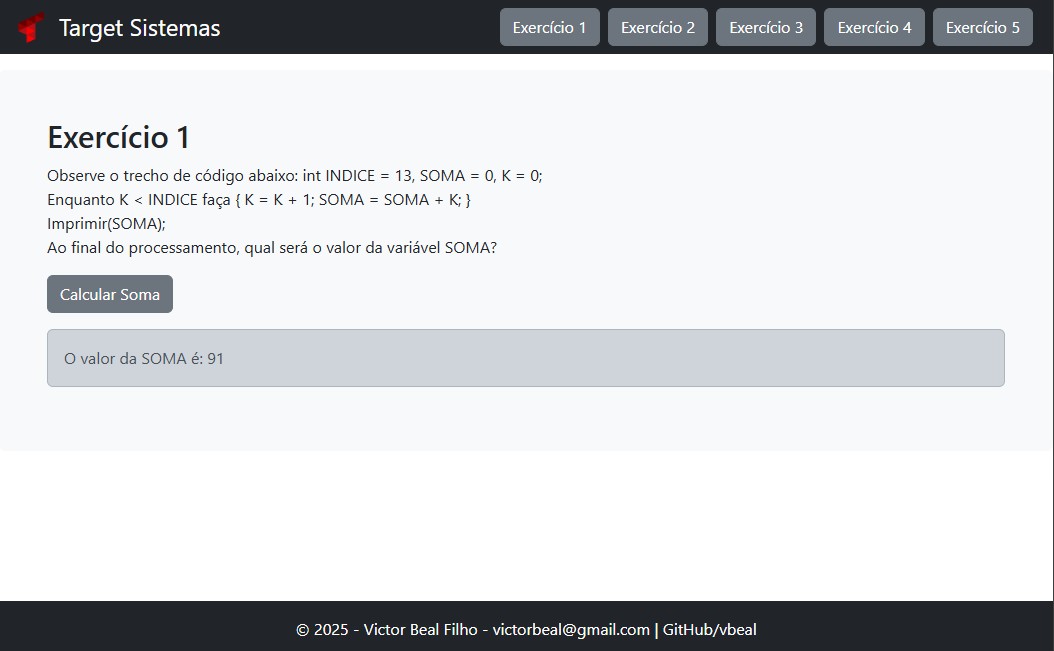 Target Sistemas
Exercício 1
Exercício 2
Exercício 3
Exercício 4
Exercício 5
Exercício 1
Observe o trecho de código abaixo: int INDICE = 13, SOMA = 0, K = 0;
Enquanto K < INDICE faça { K = K + 1; SOMA = SOMA + K; }
Imprimir(SOMA);
Ao final do processamento, qual será o valor da variável SOMA?
Calcular Soma
O valor da SOMA é: 91
© 2025 - Victor Beal Filho - victorbeal@gmail.com | GitHub/vbeal